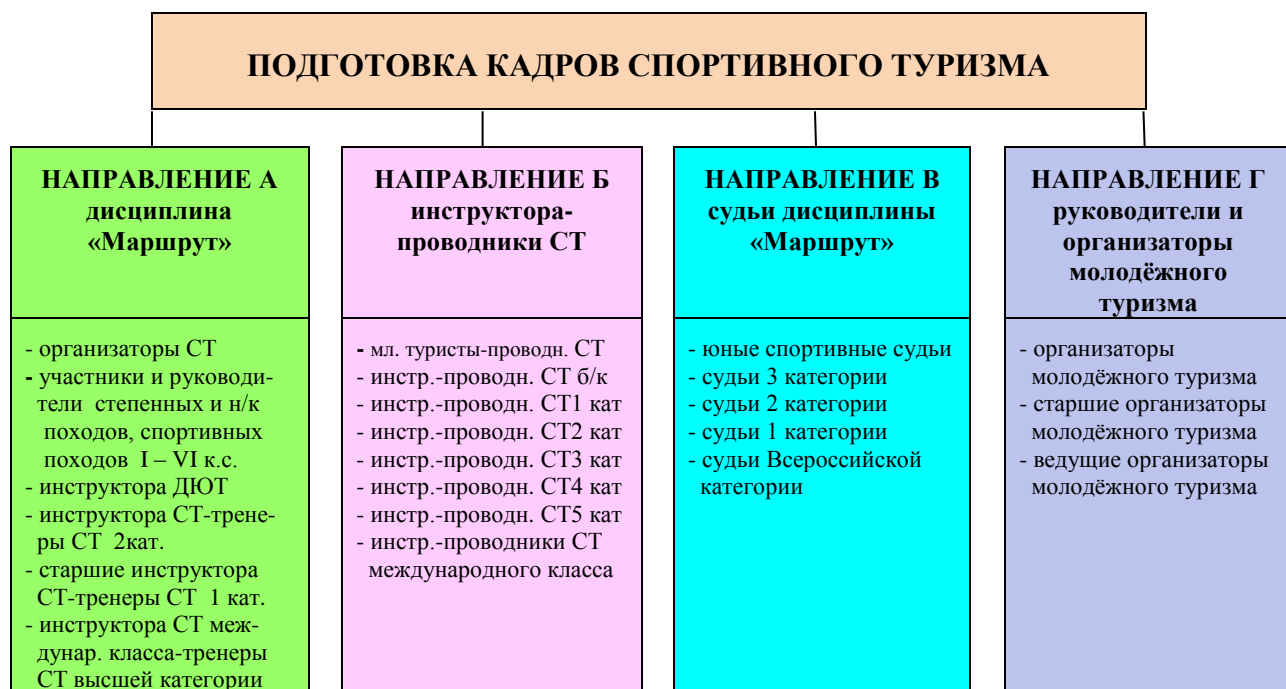 ПОДГОТОВКА КАДРОВ СПОРТИВНОГО ТУРИЗМА
НАПРАВЛЕНИЕ А
дисциплина
«Маршрут»
- организаторы СТ
- участники и руководи-
тели степенных и н/к
походов, спортивных
походов I – VI к.с.
- инструктора ДЮТ
- инструктора СТ-трене-
ры СТ 2кат.
- старшие инструктора
СТ-тренеры СТ 1 кат.
- инструктора СТ меж-
дунар. класса-тренеры
СТ высшей категории
НАПРАВЛЕНИЕ Б
инструктора-
проводники СТ
- мл. туристы-проводн. СТ
- инстр.-проводн. СТ б/к
- инстр.-проводн. СТ1 кат
- инстр.-проводн. СТ2 кат
- инстр.-проводн. СТ3 кат
- инстр.-проводн. СТ4 кат
- инстр.-проводн. СТ5 кат
- инстр.-проводники СТ
международного класса
НАПРАВЛЕНИЕ В
судьи дисциплины
«Маршрут»
- юные спортивные судьи
- судьи 3 категории
- судьи 2 категории
- судьи 1 категории
- судьи Всероссийской
категории
НАПРАВЛЕНИЕ Г
руководители и
организаторы
молодёжного
туризма
- организаторы
молодёжного туризма
- старшие организаторы
молодёжного туризма
- ведущие организаторы
молодёжного туризма